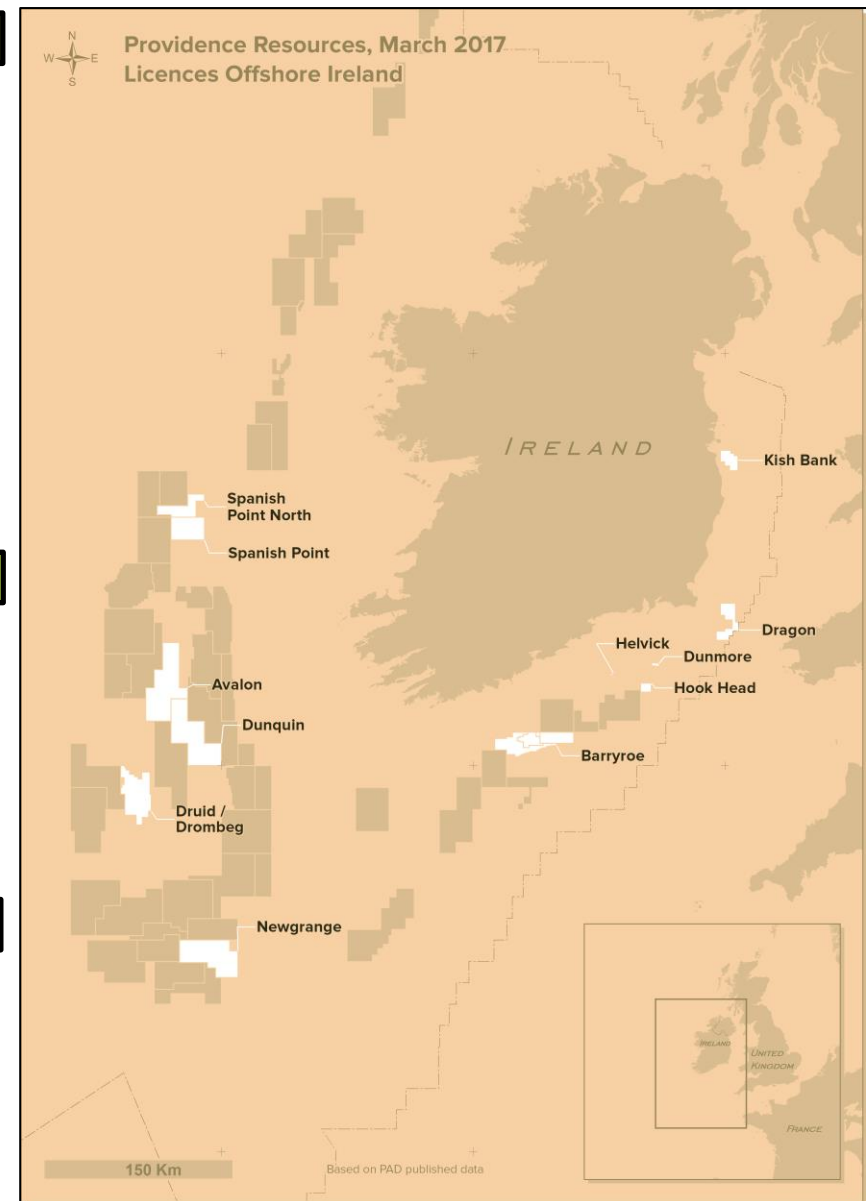 N
W E
S
Providence Resources, March 2017
Licences Offshore Ireland
IRELAND
Kish Bank
Spanish
Point North
Spanish Point
Dragon
Helvick
Dunmore
Hook Head
Avalon
Dunquin
Barryroe
Druid /
Drombeg
Newgrange
IRELAND
UNITED
KINGDOM
FRANCE
150 Km
Based on PAD published data